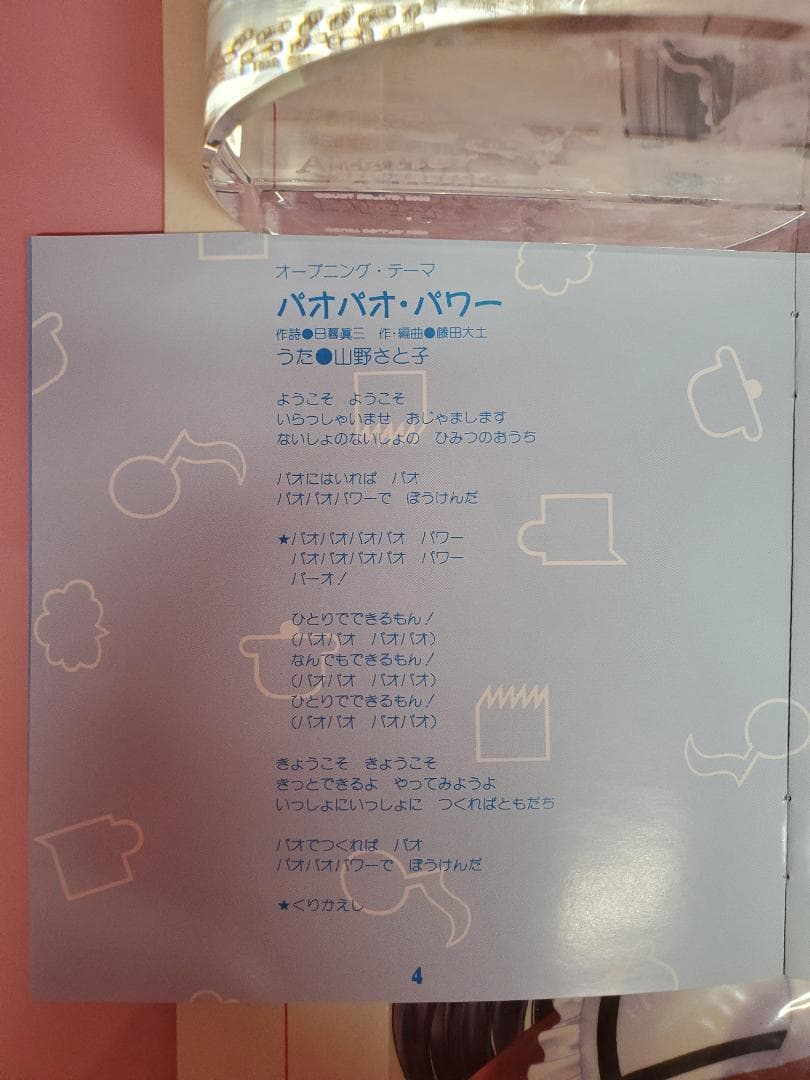 オープニング・テーマ
パオパオ・パワー
作詩●日暮眞三　作・編曲●藤田大土
うた●山野さと子
ようこそ　ようこそ
いらっしゃいませ　おじゃまします
ないしょのないしょの　ひみつのおうち
パオにはいれば　パオ
パオパオパワーで　ぼうけんだ
★パオパオパオパオ　パワー
パオパオパオパオ　パワー
パーオ！
ひとりでできるもん！
（パオパオ　パオパオ）
なんでもできるもん！
（パオパオ　パオパオ）
ひとりでできるもん！
（パオパオ　パオパオ）
きょうこそ　きょうこそ
きっとできるよ　やってみようよ
いっしょにいっしょに　つくればともだち
パオでつくれば　パオ
パオパオパワーで　ぼうけんだ
★くりかえし
4